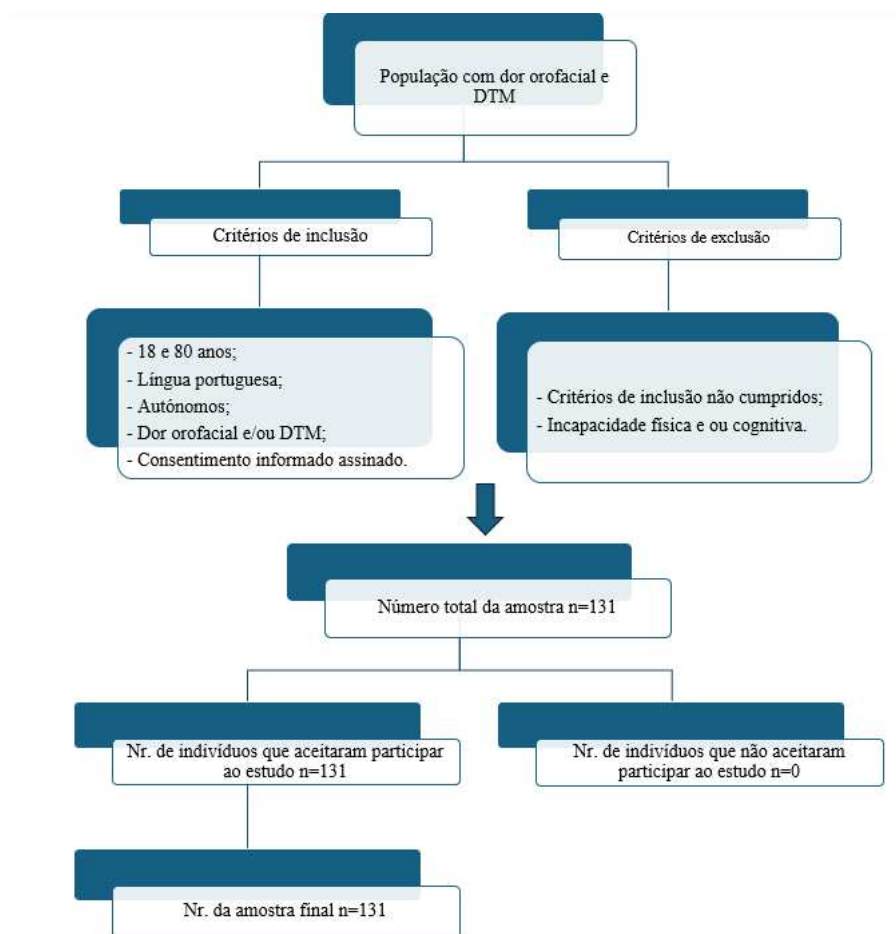 População com dor orofacial e
DTM
Critérios de inclusão
Critérios de exclusão
- 18 e 80 anos;
- Língua portuguesa;
- Autónomos;
- Dor orofacial e/ou DTM;
- Consentimento informado assinado.
- Critérios de inclusão não cumpridos;
- Incapacidade física e ou cognitiva.
Número total da amostra n=131
Nr. de indivíduos que aceitaram participar
ao estudo n=131
Nr. de indivíduos que não aceitaram
participar ao estudo n=0
Nr. da amostra final n=131